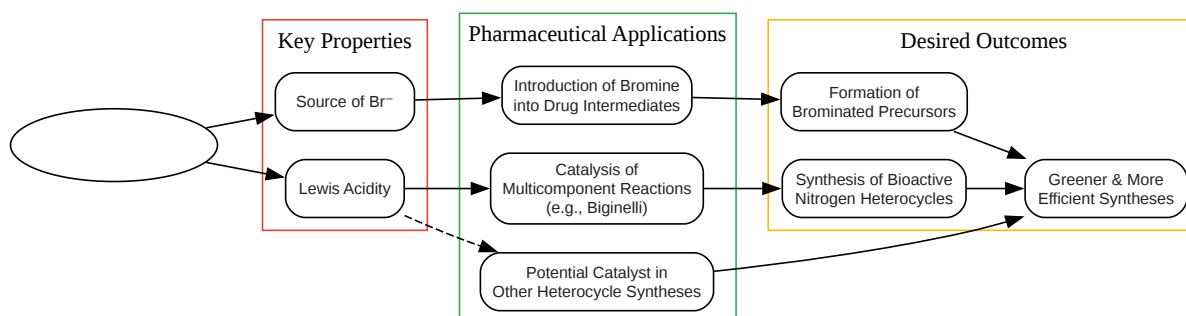 Key Properties
Pharmaceutical Applications
Desired Outcomes
Source of Br⁻
Introduction of Bromine
into Drug Intermediates
Formation of
Brominated Precursors
Lewis Acidity
Catalysis of
Multicomponent Reactions
(e.g., Biginelli)
Synthesis of Bioactive
Nitrogen Heterocycles
Greener & More
Efficient Syntheses
Potential Catalyst in
Other Heterocycle Syntheses